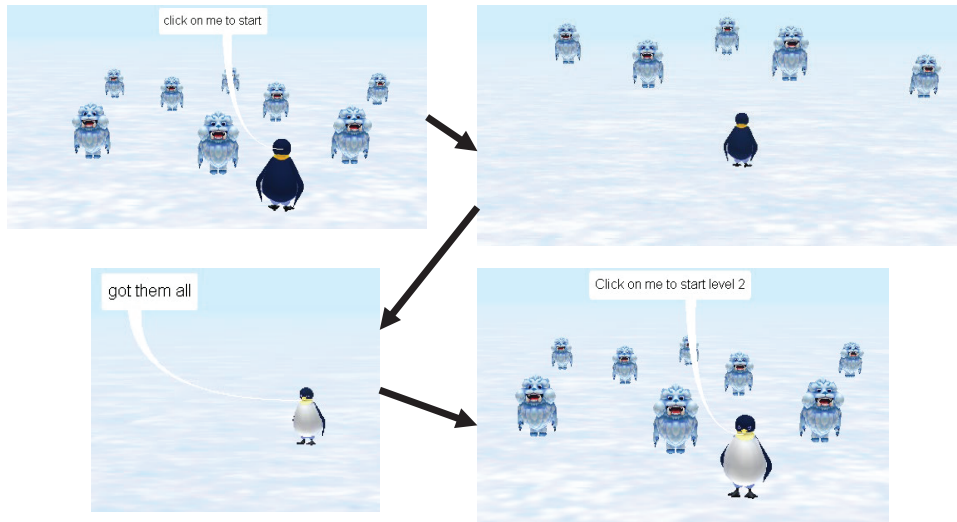 click on me to start
got them all
Click on me to start level 2